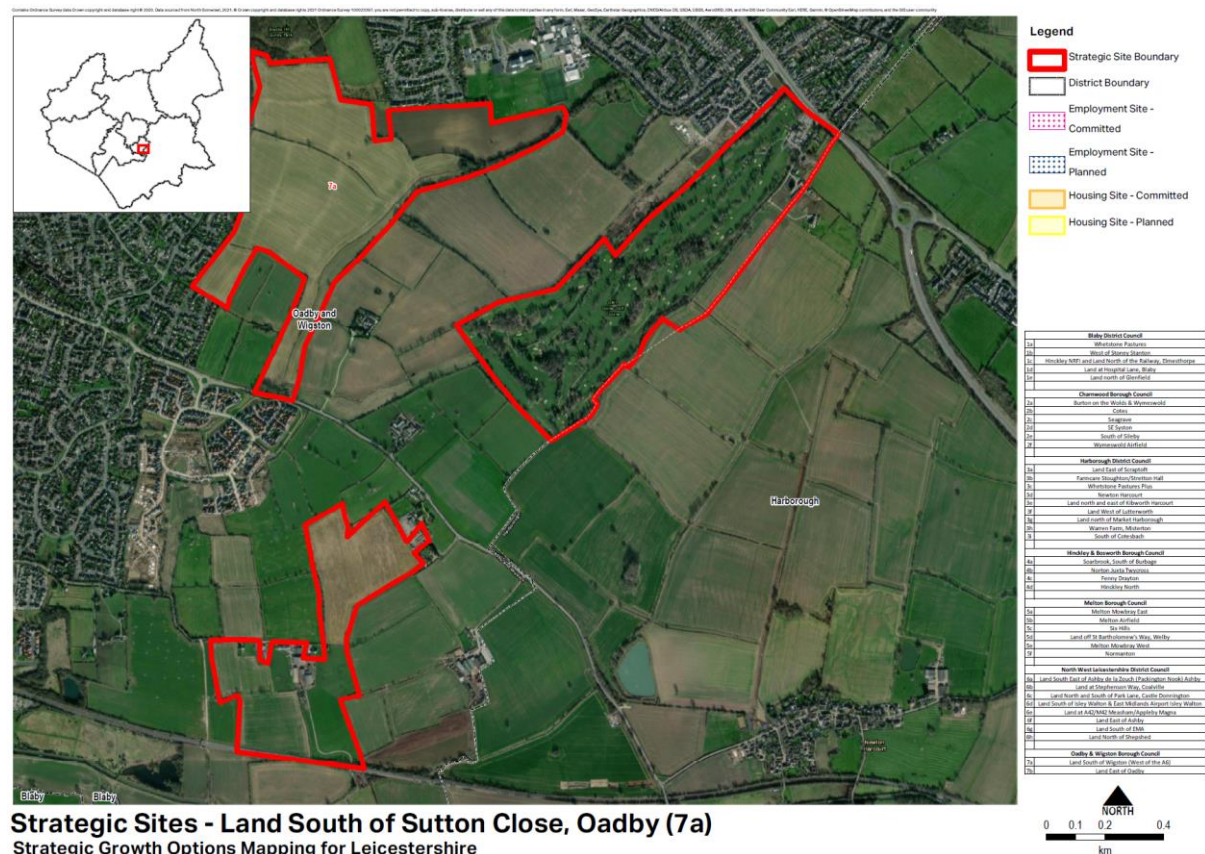 Legend
Strategic Site Boundary
District Boundary
Employment Site -
Committed
Employment Site -
Planned
Housing Site - Committed
Housing Site - Planned
7a
Oadby and
Wigston
Harborough
Newton
Harcourt
Blaby
Blaby
Blaby District Council
1a Whetstone Pastures
1b West of Stoney Stanton
1c Hinckley NRFI and Land North of the Railway, Elmesthorpe
1d Land at Hospital Lane, Blaby
1e Land north of Glenfield
Charnwood Borough Council
2a Burton on the Wolds & Wymeswold
2b Cotes
2c Seagrave
2d SE Syston
2e South of Sileby
2f Wymeswold Airfield
Harborough District Council
3a Land East of Scraptoft
3b Farmcare Stoughton/Stretton Hall
3c Whetstone Pastures Plus
3d Newton Harcourt
3e Land north and east of Kibworth Harcourt
3f Land West of Lutterworth
3g Land north of Market Harborough
3h Warren Farm, Misterton
3i South of Cotesbach
Hinckley & Bosworth Borough Council
4a Soarbrook, South of Burbage
4b Norton Juxta Twycross
4c Fenny Drayton
4d Hinckley North
Melton Borough Council
5a Melton Mowbray East
5b Melton Airfield
5c Six Hills
5d Land off St Bartholomew's Way, Welby
5e Melton Mowbray West
5f Normanton
North West Leicestershire District Council
6a Land South East of Ashby de la Zouch (Packington Nook) Ashby
6b Land at Stephenson Way, Coalville
6c Land North and South of Park Lane, Castle Donnington
6d Land South of Isley Walton & East Midlands Airport Isley Walton
6e Land at A42/M42 Measham/Appleby Magna
6f Land East of Ashby
6g Land South of EMA
6h Land North of Shepshed
Oadby & Wigston Borough Council
7a Land South of Wigston (West of the A6)
7b Land East of Oadby
NORTH
0 0.1 0.2 0.4
km
Strategic Sites - Land South of Sutton Close, Oadby (7a)
Strategic Growth Options Mapping for Leicestershire